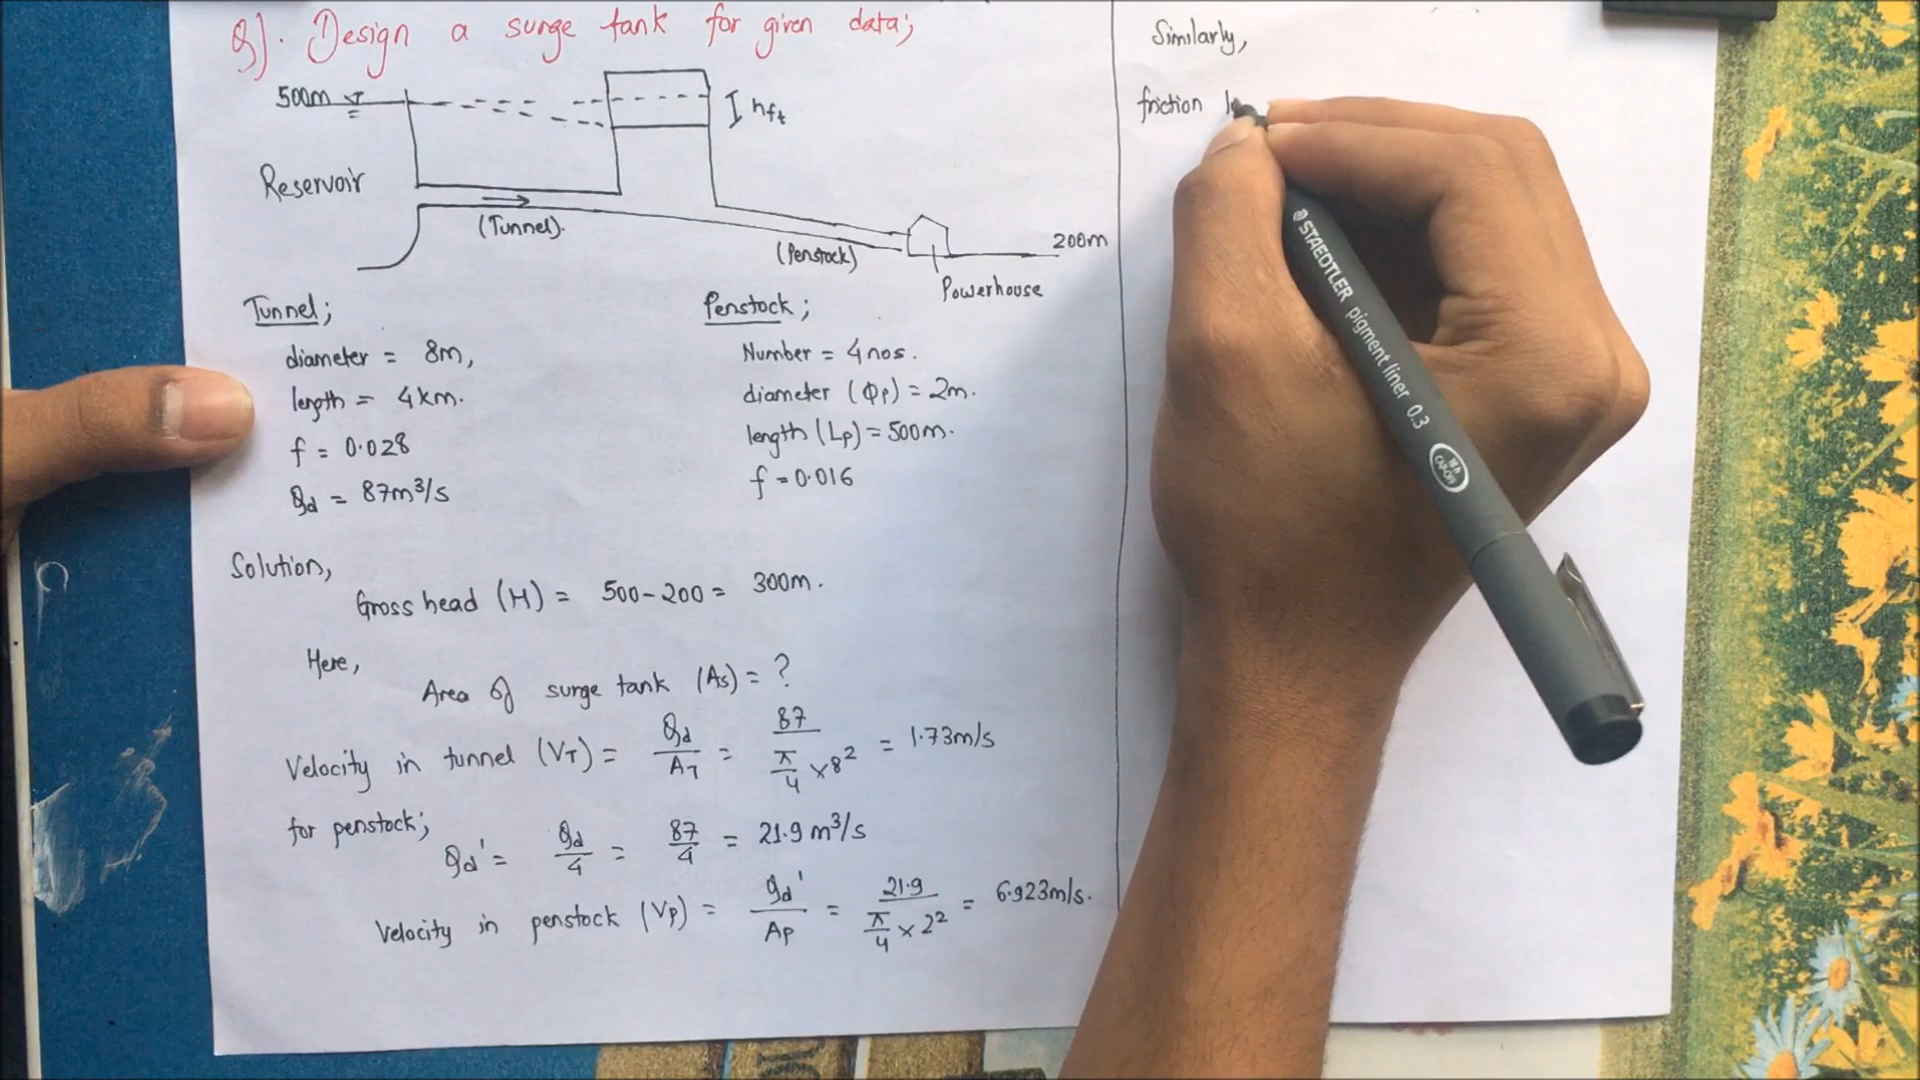 Q). Design a surge tank for given data;
500m
hft
Reservoir
(Tunnel).
(Penstock)
200m
Powerhouse
Tunnel;
diameter = 8m,
length = 4km.
f = 0.028
Qd = 87m³/s
Penstock;
Number = 4nos.
diameter (Φp) = 2m.
length (Lp) = 500m.
f = 0.016
Solution,
Gross head (H) = 500-200 = 300m.
Here,
Area of surge tank (As) = ?
Velocity in tunnel (VT) = Qd/AT = 87/(π/4 × 8²) = 1.73m/s
for penstock;
Qd' = Qd/4 = 87/4 = 21.9 m³/s
Velocity in penstock (Vp) = Qd'/Ap = 21.9/(π/4 × 2²) = 6.923m/s.
Similarly,
friction
STAEDTLER pigment liner 0.3